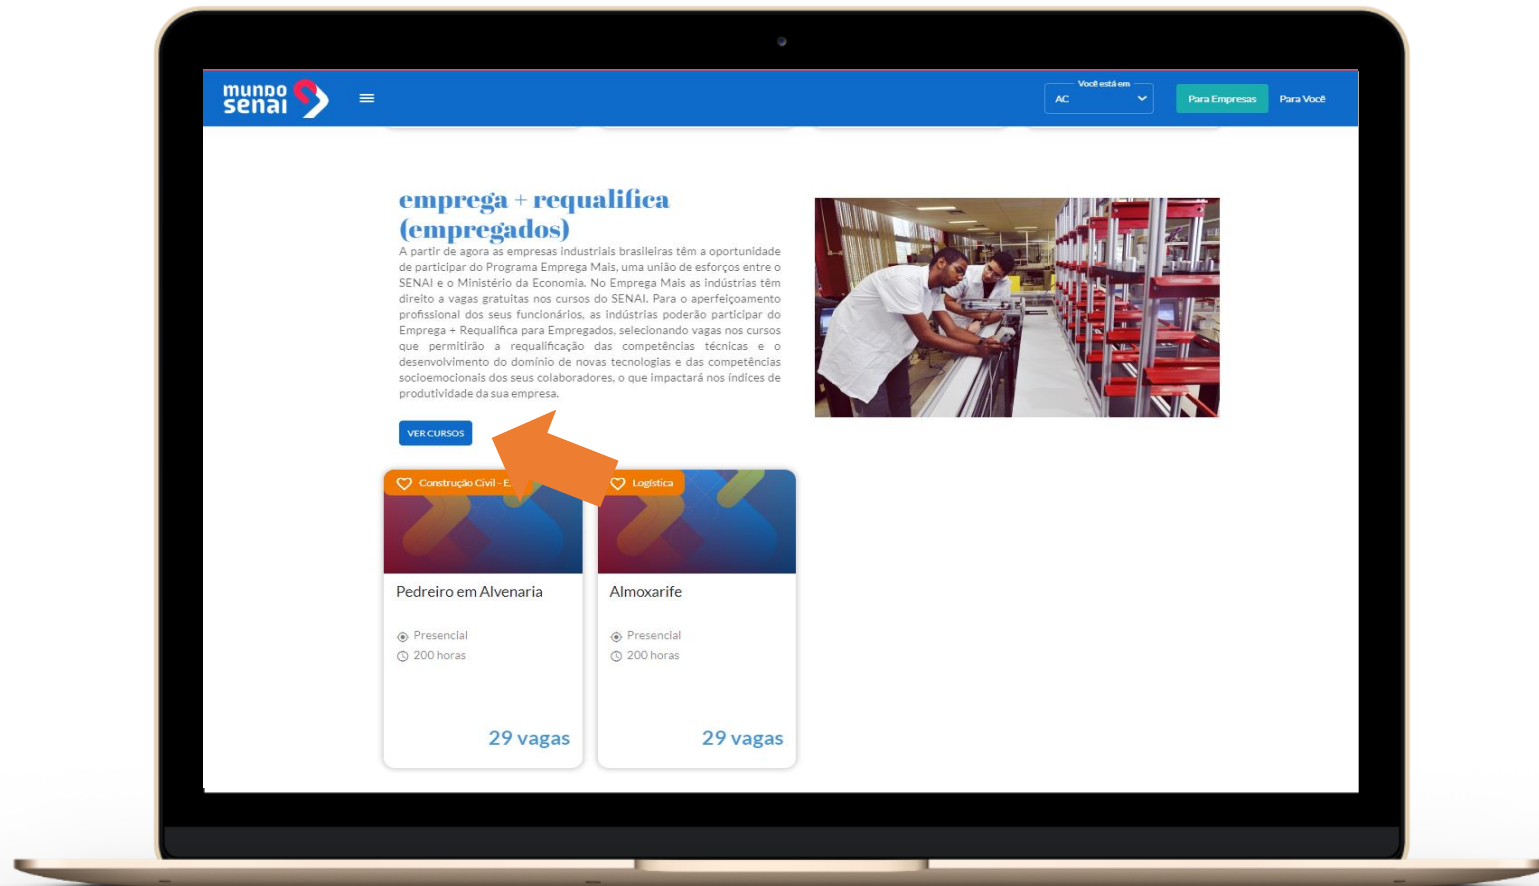 mundo
senai
Você está em
AC
Para Empresas
Para Você
emprega + requalifica
(empregados)
A partir de agora as empresas industriais brasileiras têm a oportunidade
de participar do Programa Emprega Mais, uma união de esforços entre o
SENAI e o Ministério da Economia. No Emprega Mais as indústrias têm
direito a vagas gratuitas nos cursos do SENAI. Para o aperfeiçoamento
profissional dos seus funcionários, as indústrias poderão participar do
Emprega + Requalifica para Empregados, selecionando vagas nos cursos
que permitirão a requalificação das competências técnicas e o
desenvolvimento do domínio de novas tecnologias e das competências
socioemocionais dos seus colaboradores, o que impactará nos índices de
produtividade da sua empresa.
VER CURSOS
Construção Civil - E
Logística
Pedreiro em Alvenaria
Almoxarife
Presencial
Presencial
200 horas
200 horas
29 vagas
29 vagas